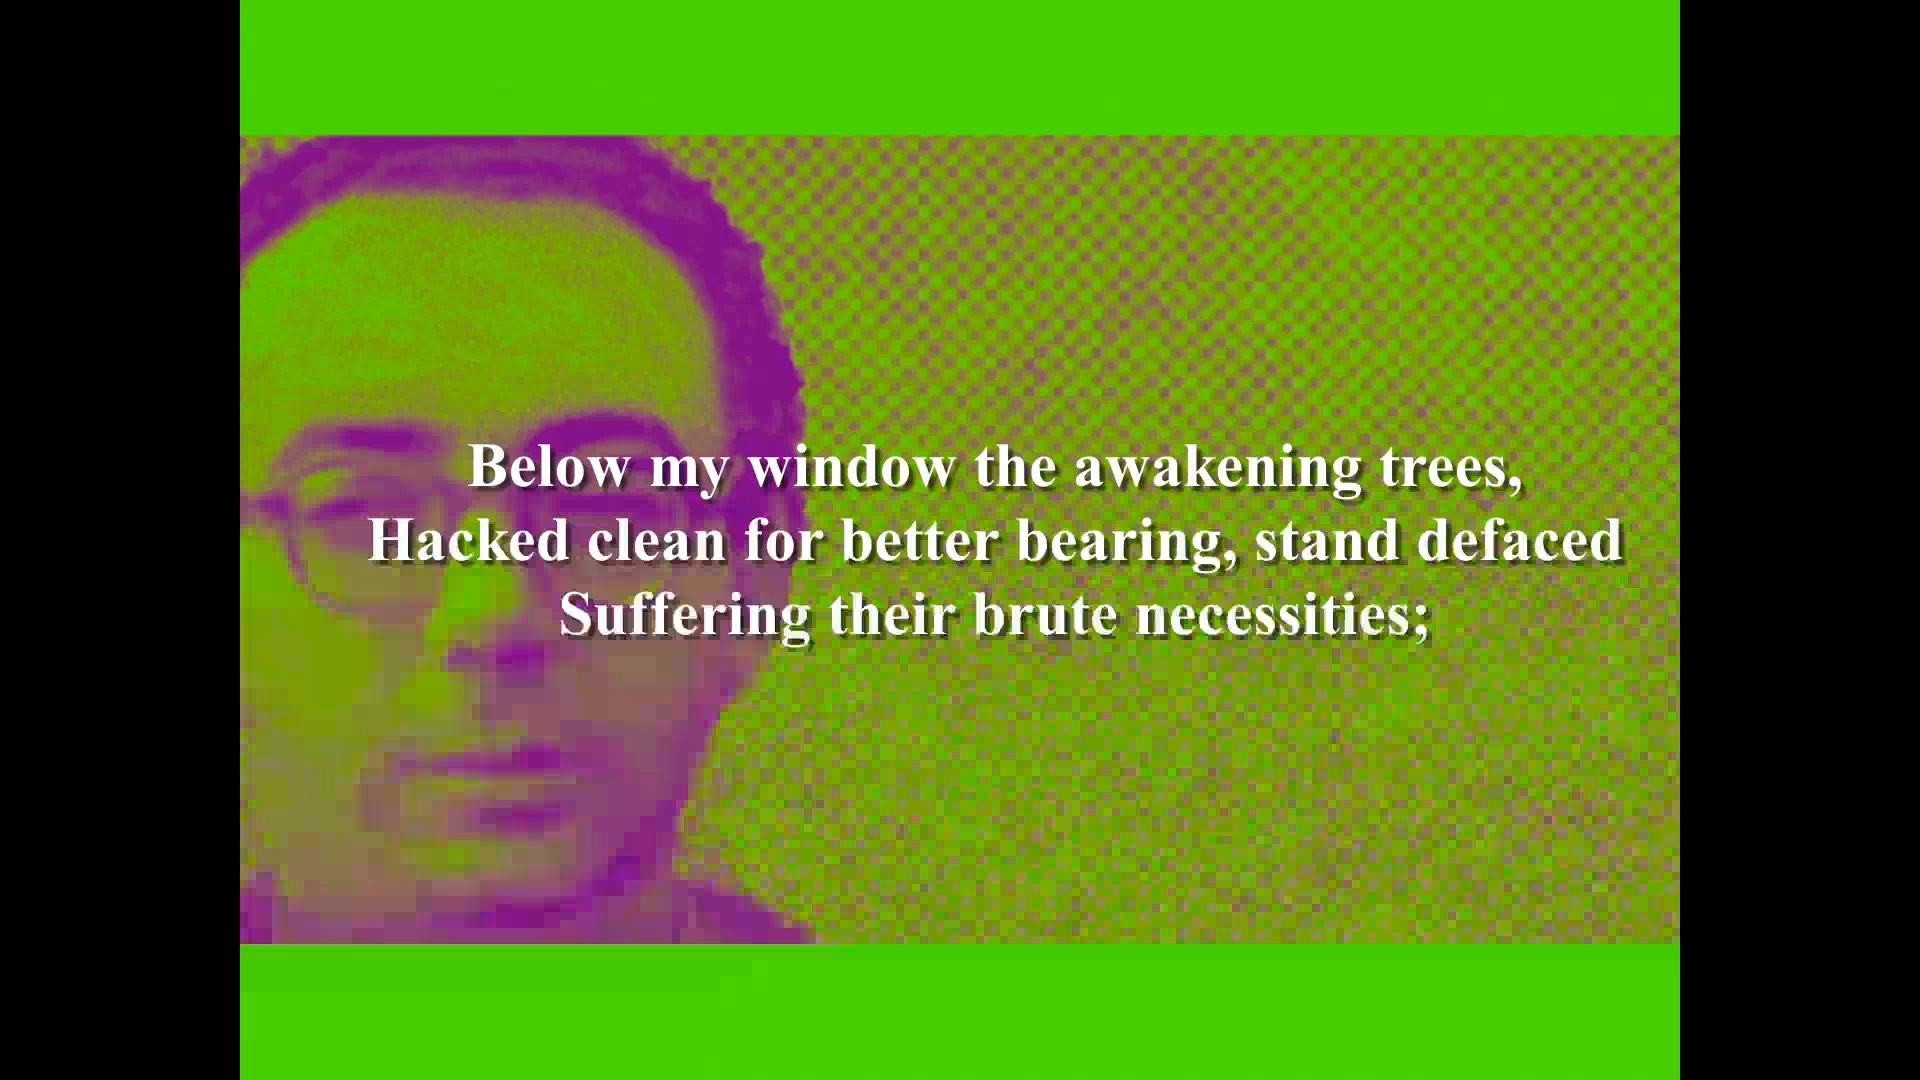 Below my window the awakening trees,
Hacked clean for better bearing, stand defaced
Suffering their brute necessities;